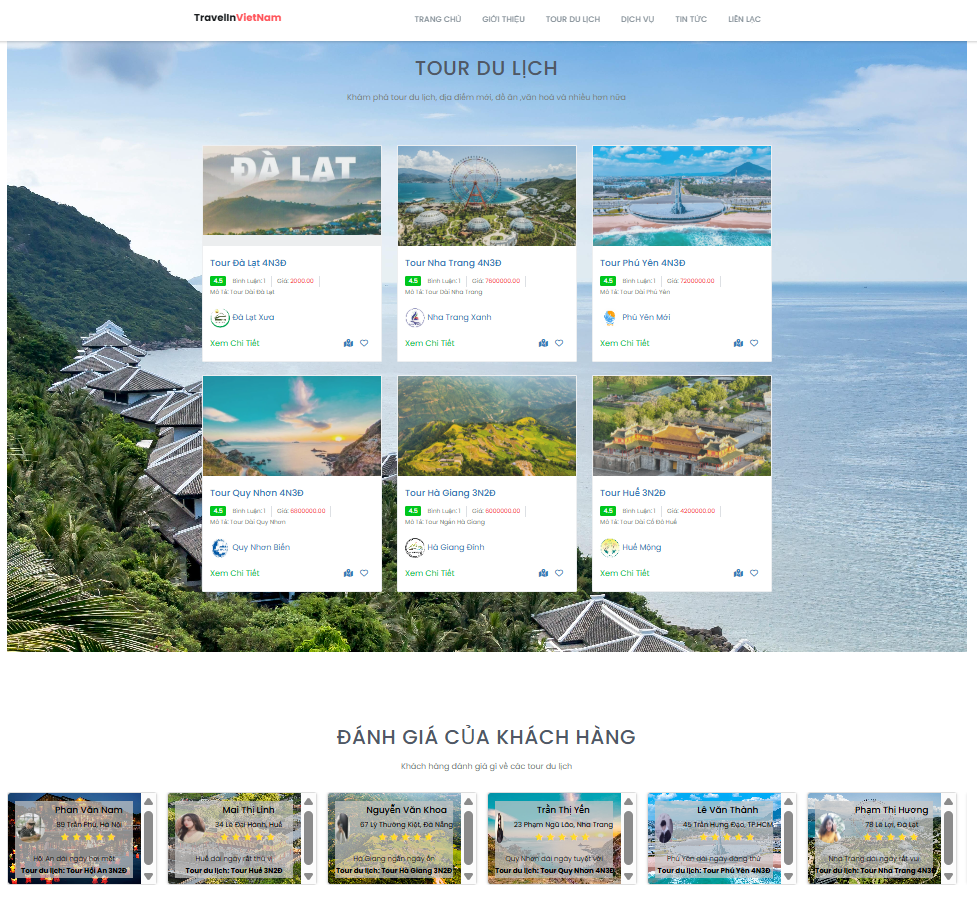 TravelInVietNam
TRANG CHỦ GIỚI THIỆU TOUR DU LỊCH DỊCH VỤ TIN TỨC LIÊN LẠC
TOUR DU LỊCH
Khám phá tour du lịch, địa điểm mới, đồ ăn ,văn hoá và nhiều hơn nữa
ĐÀ LẠT
Tour Đà Lạt 4N3Đ
4.5 Bình Luận: 1 Giá: 2000.00
Mô Tả: Tour Dài Đà Lạt
Đà Lạt Xưa
Xem Chi Tiết
Tour Nha Trang 4N3Đ
4.5 Bình Luận: 1 Giá: 7500000.00
Mô Tả: Tour Dài Nha Trang
Nha Trang Xanh
Xem Chi Tiết
Tour Phú Yên 4N3Đ
4.5 Bình Luận: 1 Giá: 7200000.00
Mô Tả: Tour Dài Phú Yên
Phú Yên Mới
Xem Chi Tiết
Tour Quy Nhơn 4N3Đ
4.5 Bình Luận: 1 Giá: 6800000.00
Mô Tả: Tour Dài Quy Nhơn
Quy Nhơn Biển
Xem Chi Tiết
Tour Hà Giang 3N2Đ
4.5 Bình Luận: 1 Giá: 6000000.00
Mô Tả: Tour Ngắn Hà Giang
Hà Giang Đỉnh
Xem Chi Tiết
Tour Huế 3N2Đ
4.5 Bình Luận: 1 Giá: 4200000.00
Mô Tả: Tour Dài Cố Đô Huế
Huế Mộng
Xem Chi Tiết
ĐÁNH GIÁ CỦA KHÁCH HÀNG
Khách hàng đánh giá gì về các tour du lịch
Phan Văn Nam
89 Trần Phú, Hà Nội
Hội An dài ngày hơi mệt
Tour du lịch: Tour Hội An 3N2Đ
Mai Thị Linh
34 Lê Đại Hành, Huế
Huế dài ngày rất thú vị
Tour du lịch: Tour Huế 3N2Đ
Nguyễn Văn Khoa
67 Lý Thường Kiệt, Đà Nẵng
Hà Giang ngắn ngày ổn
Tour du lịch: Tour Hà Giang 3N2Đ
Trần Thị Yến
23 Phạm Ngũ Lão, Nha Trang
Quy Nhơn dài ngày tuyệt vời
Tour du lịch: Tour Quy Nhơn 4N3Đ
Lê Văn Thành
45 Trần Hưng Đạo, TP.HCM
Phú Yên dài ngày đáng thử
Tour du lịch: Tour Phú Yên 4N3Đ
Phạm Thị Hương
78 Lê Lợi, Đà Lạt
Nha Trang dài ngày rất vui
Tour du lịch: Tour Nha Trang 4N3Đ